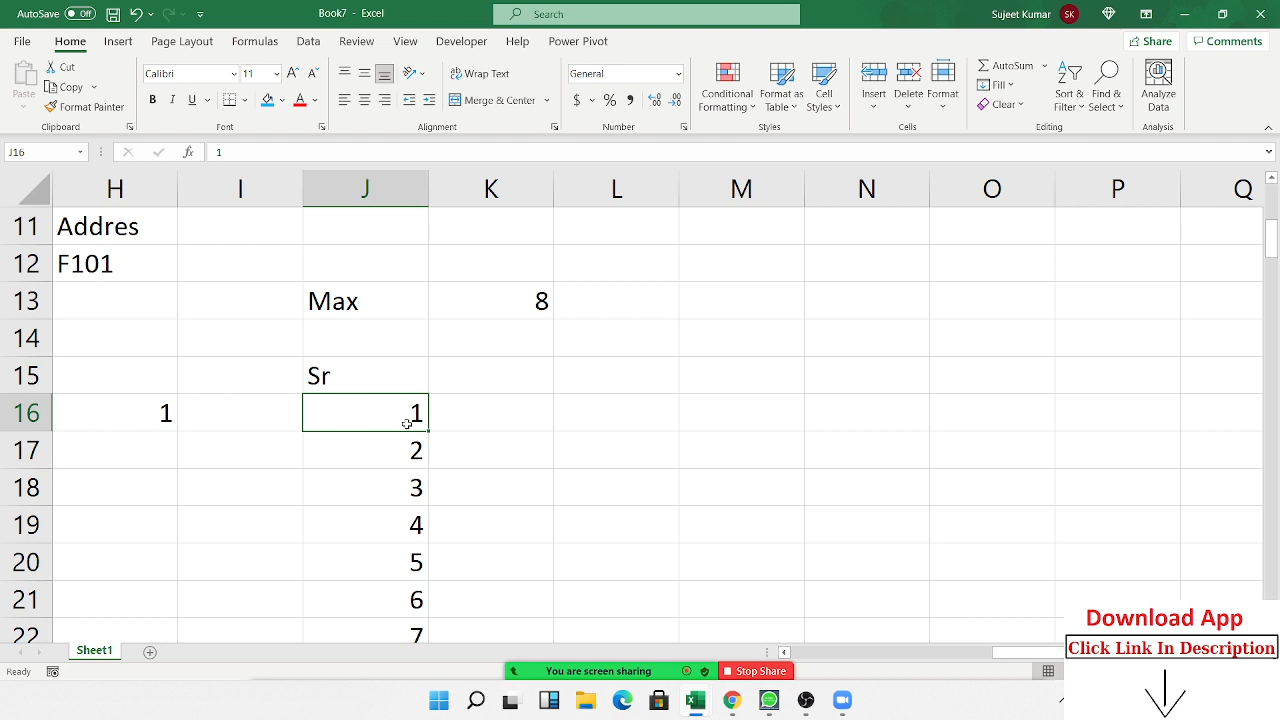 AutoSave Off Book7 - Excel Search Sujeet Kumar SK
File Home Insert Page Layout Formulas Data Review View Developer Help Power Pivot Share Comments
Paste Cut Copy Format Painter Clipboard
Calibri 11 B I U A Font
Wrap Text Merge & Center Alignment
General $ % , Number
Conditional Formatting Format as Table Cell Styles Styles
Insert Delete Format Cells
AutoSum Fill Clear Sort & Filter Find & Select Editing
Analyze Data Analysis
J16 fx 1
H I J K L M N O P Q
11 Addres
12 F101
13 Max 8
14
15 Sr
16 1 1
17 2
18 3
19 4
20 5
21 6
22 7
Sheet1
Download App
Click Link In Description
Ready
You are screen sharing Stop Share